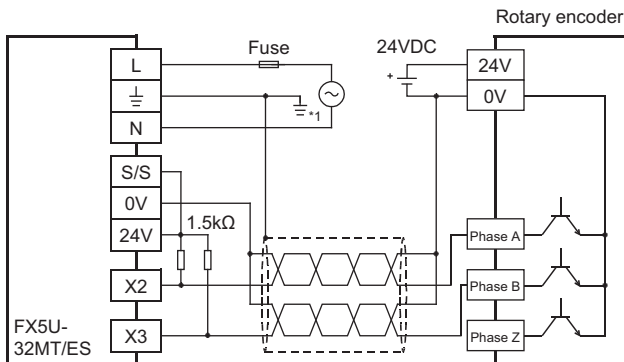 Rotary encoder
Fuse
24VDC
L
N
*1
+
24V
0V
S/S
0V
24V
1.5kΩ
X2
X3
Phase A
Phase B
Phase Z
FX5U-
32MT/ES